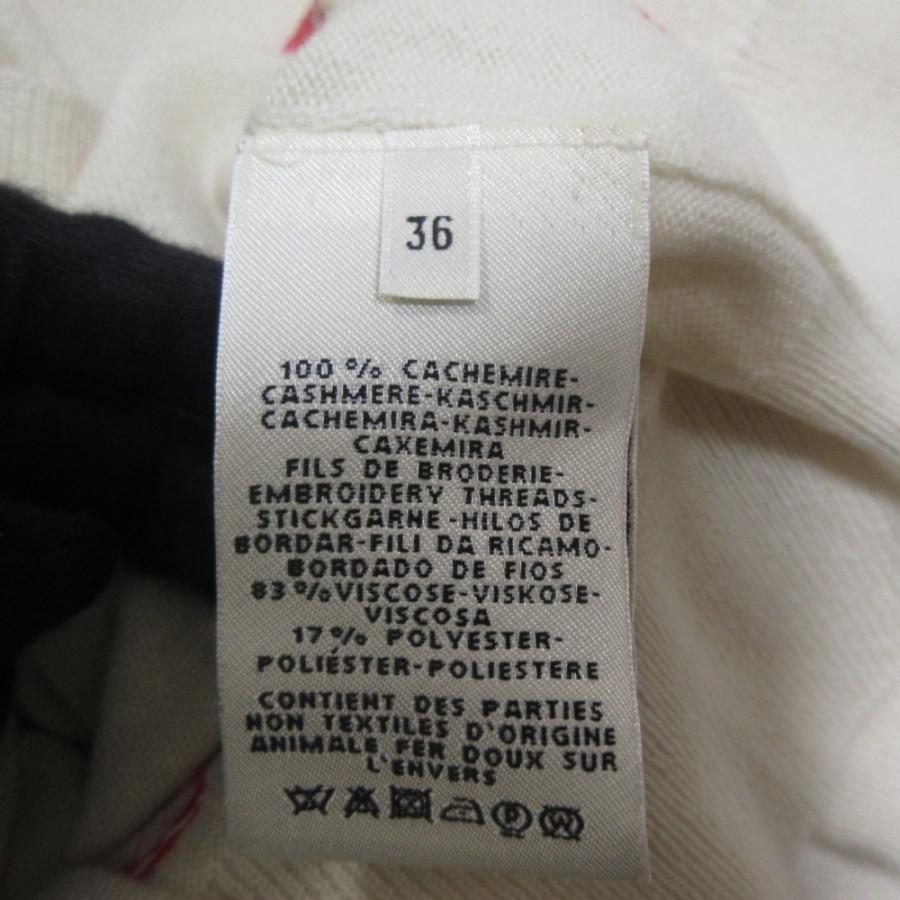 36
100 % CACHEMIRE-
CASHMERE-KASCHMIR-
CACHEMIRA-KASHMIR-
CAXEMIRA
FILS DE BRODERIE-
EMBROIDERY THREADS-
STICKGARNE-HILOS DE
BORDAR-FILI DA RICAMO-
BORDADO DE FIOS
83 % VISCOSE-VISKOSE-
VISCOSA
17 % POLYESTER-
POLIÉSTER-POLIESTERE
CONTIENT DES PARTIES
NON TEXTILES D'ORIGINE
ANIMALE FER DOUX SUR
L'ENVERS
P W